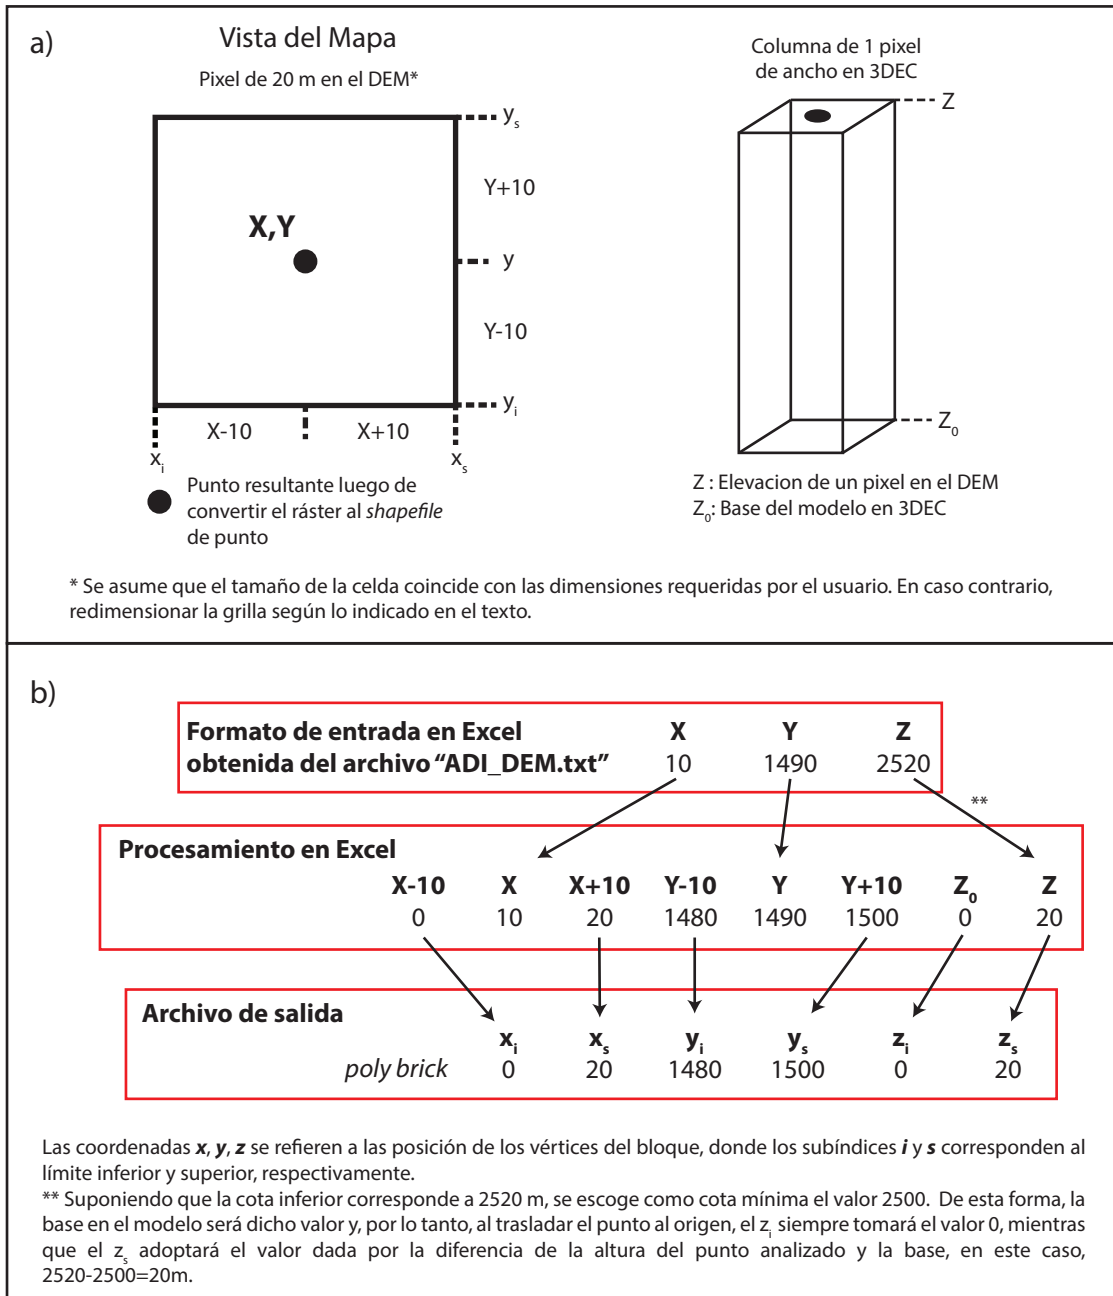 a)
Vista del Mapa
Pixel de 20 m en el DEM*
y_s
Y+10
X,Y
y
Y-10
y_i
X-10
X+10
x_i
x_s
Punto resultante luego de
convertir el ráster al shapefile
de punto
Columna de 1 pixel
de ancho en 3DEC
Z
Z_0
Z : Elevacion de un pixel en el DEM
Z_0: Base del modelo en 3DEC
* Se asume que el tamaño de la celda coincide con las dimensiones requeridas por el usuario. En caso contrario,
redimensionar la grilla según lo indicado en el texto.
b)
Formato de entrada en Excel X Y Z
obtenida del archivo “ADI_DEM.txt” 10 1490 2520
**
Procesamiento en Excel
X-10 X X+10 Y-10 Y Y+10 Z_0 Z
0 10 20 1480 1490 1500 0 20
Archivo de salida
x_i x_s y_i y_s z_i z_s
poly brick 0 20 1480 1500 0 20
Las coordenadas x, y, z se refieren a las posición de los vértices del bloque, donde los subíndices i y s corresponden al
límite inferior y superior, respectivamente.
** Suponiendo que la cota inferior corresponde a 2520 m, se escoge como cota mínima el valor 2500. De esta forma, la
base en el modelo será dicho valor y, por lo tanto, al trasladar el punto al origen, el z_i siempre tomará el valor 0, mientras
que el z_s adoptará el valor dada por la diferencia de la altura del punto analizado y la base, en este caso,
2520-2500=20m.